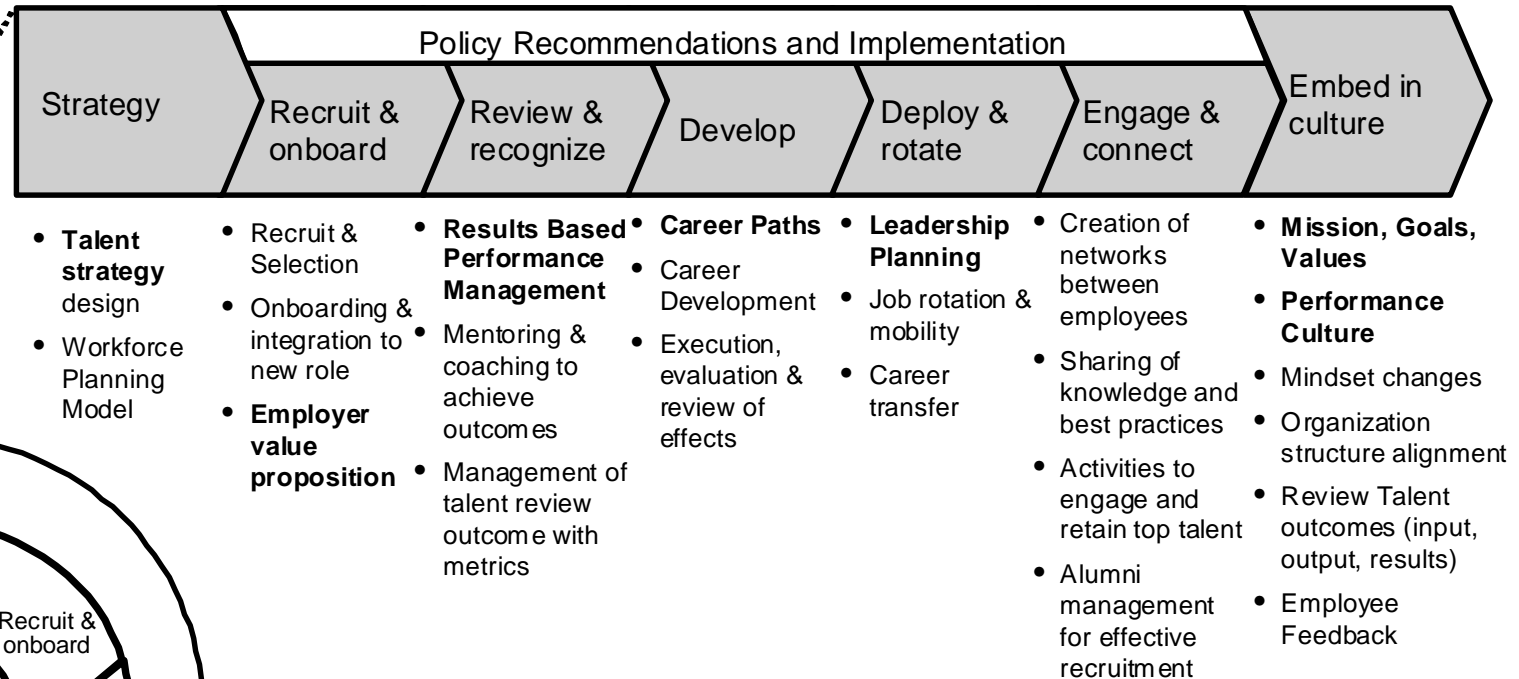 Policy Recommendations and Implementation
Strategy
Recruit &
onboard
Review &
recognize
Develop
Deploy &
rotate
Engage &
connect
Embed in
culture
• Talent
strategy
design
• Workforce
Planning
Model
• Recruit &
Selection
• Onboarding &
integration to
new role
• Employer
value
proposition
• Results Based
Performance
Management
• Mentoring &
coaching to
achieve
outcomes
• Management of
talent review
outcome with
metrics
• Career Paths
• Career
Development
• Execution,
evaluation &
review of
effects
• Leadership
Planning
• Job rotation &
mobility
• Career
transfer
• Creation of
networks
between
employees
• Sharing of
knowledge and
best practices
• Activities to
engage and
retain top talent
• Alumni
management
for effective
recruitment
• Mission, Goals,
Values
• Performance
Culture
• Mindset changes
• Organization
structure alignment
• Review Talent
outcomes (input,
output, results)
• Employee
Feedback
Recruit &
onboard